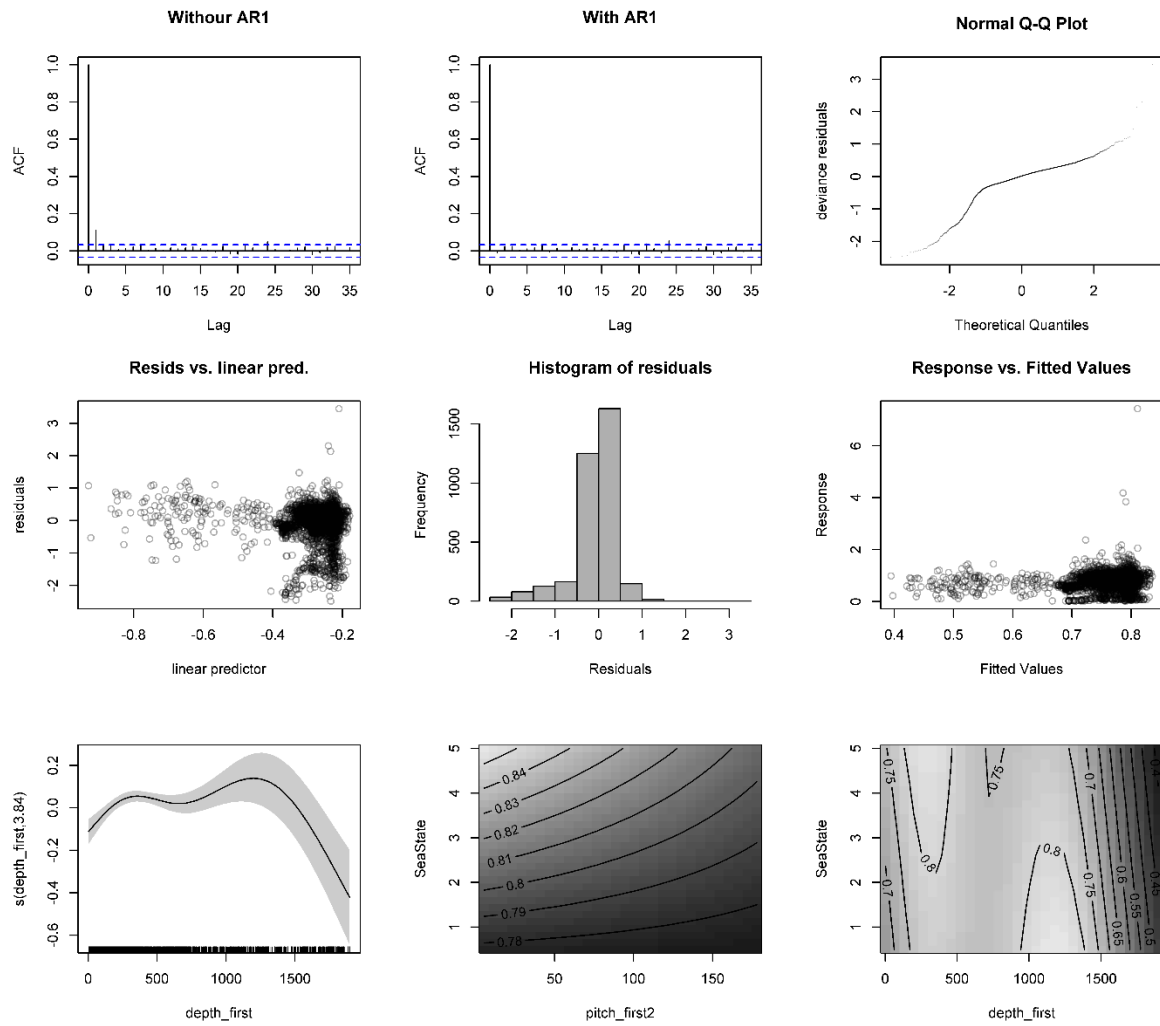 Withour AR1
ACF
1.0
0.8
0.6
0.4
0.2
0.0
0 5 10 15 20 25 30 35
Lag
With AR1
ACF
1.0
0.8
0.6
0.4
0.2
0.0
0 5 10 15 20 25 30 35
Lag
Normal Q-Q Plot
deviance residuals
3
2
1
0
-1
-2
-2 0 2
Theoretical Quantiles
Resids vs. linear pred.
residuals
3
2
1
0
-1
-2
-0.8 -0.6 -0.4 -0.2
linear predictor
Histogram of residuals
Frequency
1500
1000
500
0
-2 -1 0 1 2 3
Residuals
Response vs. Fitted Values
Response
6
4
2
0
0.4 0.5 0.6 0.7 0.8
Fitted Values
s(depth_first,3.84)
0.2
0.0
-0.2
-0.4
-0.6
0 500 1000 1500
depth_first
SeaState
5
4
3
2
1
0.84
0.83
0.82
0.81
0.8
0.79
0.78
50 100 150
pitch_first2
SeaState
5
4
3
2
1
0.75
0.75
0.7
0.8
0.8
0.7
0.6
0.45
0.7
0.75
0.55
0.65
0.5
0 500 1500
depth_first